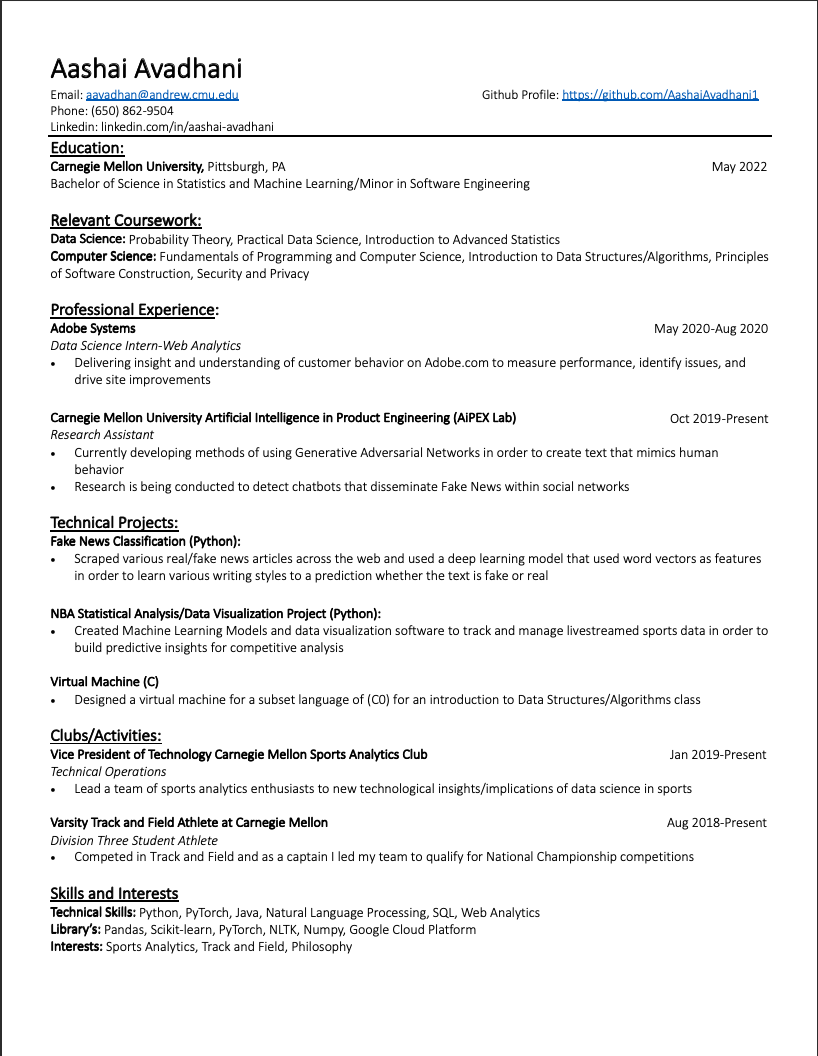 Aashai Avadhani
Email: aavadhan@andrew.cmu.edu Github Profile: https://github.com/AashaiAvadhani1
Phone: (650) 862-9504
Linkedin: linkedin.com/in/aashai-avadhani
Education:
Carnegie Mellon University, Pittsburgh, PA May 2022
Bachelor of Science in Statistics and Machine Learning/Minor in Software Engineering
Relevant Coursework:
Data Science: Probability Theory, Practical Data Science, Introduction to Advanced Statistics
Computer Science: Fundamentals of Programming and Computer Science, Introduction to Data Structures/Algorithms, Principles
of Software Construction, Security and Privacy
Professional Experience:
Adobe Systems May 2020-Aug 2020
Data Science Intern-Web Analytics
• Delivering insight and understanding of customer behavior on Adobe.com to measure performance, identify issues, and
drive site improvements
Carnegie Mellon University Artificial Intelligence in Product Engineering (AiPEX Lab) Oct 2019-Present
Research Assistant
• Currently developing methods of using Generative Adversarial Networks in order to create text that mimics human
behavior
• Research is being conducted to detect chatbots that disseminate Fake News within social networks
Technical Projects:
Fake News Classification (Python):
• Scraped various real/fake news articles across the web and used a deep learning model that used word vectors as features
in order to learn various writing styles to a prediction whether the text is fake or real
NBA Statistical Analysis/Data Visualization Project (Python):
• Created Machine Learning Models and data visualization software to track and manage livestreamed sports data in order to
build predictive insights for competitive analysis
Virtual Machine (C)
• Designed a virtual machine for a subset language of (C0) for an introduction to Data Structures/Algorithms class
Clubs/Activities:
Vice President of Technology Carnegie Mellon Sports Analytics Club Jan 2019-Present
Technical Operations
• Lead a team of sports analytics enthusiasts to new technological insights/implications of data science in sports
Varsity Track and Field Athlete at Carnegie Mellon Aug 2018-Present
Division Three Student Athlete
• Competed in Track and Field and as a captain I led my team to qualify for National Championship competitions
Skills and Interests
Technical Skills: Python, PyTorch, Java, Natural Language Processing, SQL, Web Analytics
Library's: Pandas, Scikit-learn, PyTorch, NLTK, Numpy, Google Cloud Platform
Interests: Sports Analytics, Track and Field, Philosophy